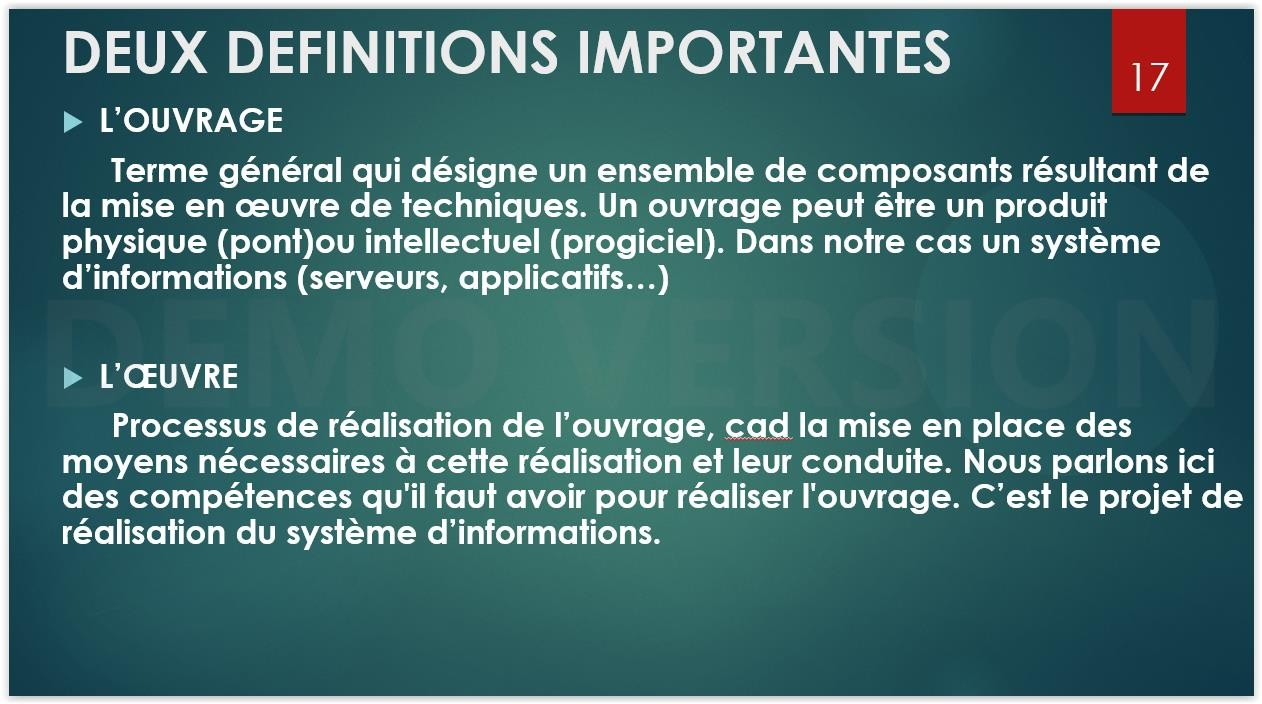 DEUX DEFINITIONS IMPORTANTES
17
L’OUVRAGE
Terme général qui désigne un ensemble de composants résultant de
la mise en œuvre de techniques. Un ouvrage peut être un produit
physique (pont)ou intellectuel (progiciel). Dans notre cas un système
d’informations (serveurs, applicatifs…)
DEMO VERSION
L’ŒUVRE
Processus de réalisation de l’ouvrage, cad la mise en place des
moyens nécessaires à cette réalisation et leur conduite. Nous parlons ici
des compétences qu'il faut avoir pour réaliser l'ouvrage. C’est le projet de
réalisation du système d’informations.